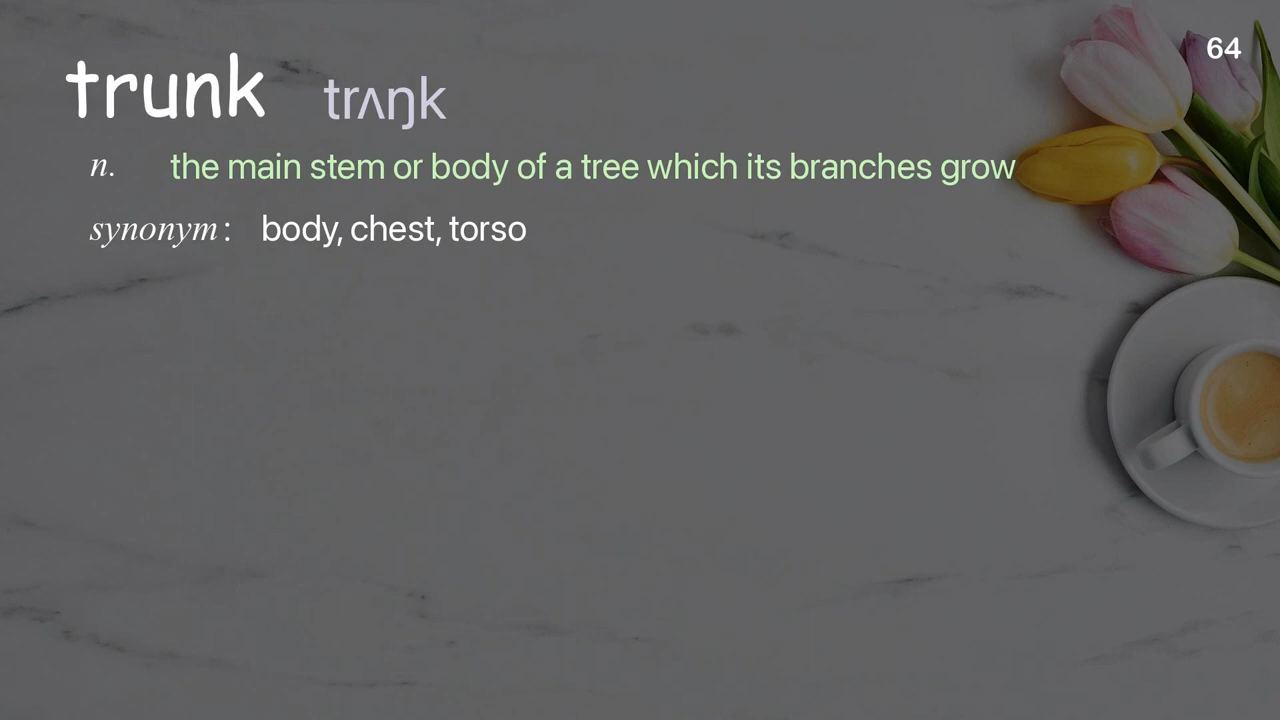 64
trunk trʌŋk
n. the main stem or body of a tree which its branches grow
synonym: body, chest, torso